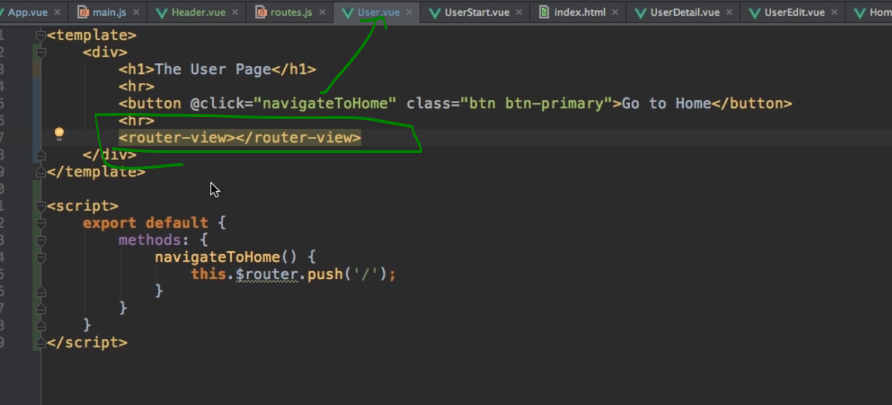 App.vue × main.js × Header.vue × routes.js × User.vue × UserStart.vue × index.html × UserDetail.vue × UserEdit.vue × Hom
<template>
<div>
<h1>The User Page</h1>
<hr>
<button @click="navigateToHome" class="btn btn-primary">Go to Home</button>
<hr>
<router-view></router-view>
</div>
</template>
<script>
export default {
methods: {
navigateToHome() {
this.$router.push('/');
}
}
}
</script>